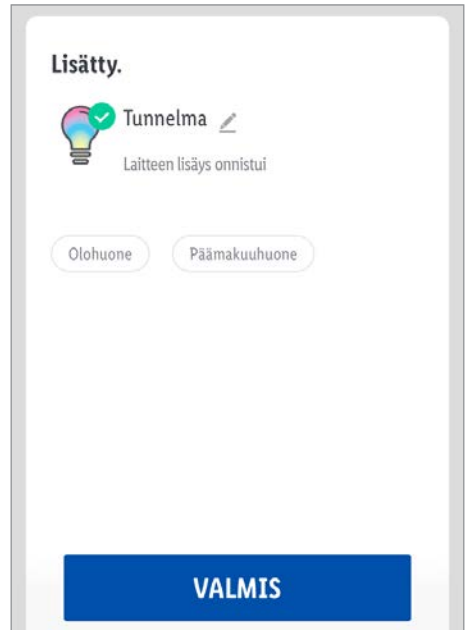 Lisätty.
Tunnelma
Laitteen lisäys onnistui
Olohuone Päämakuuhuone
VALMIS